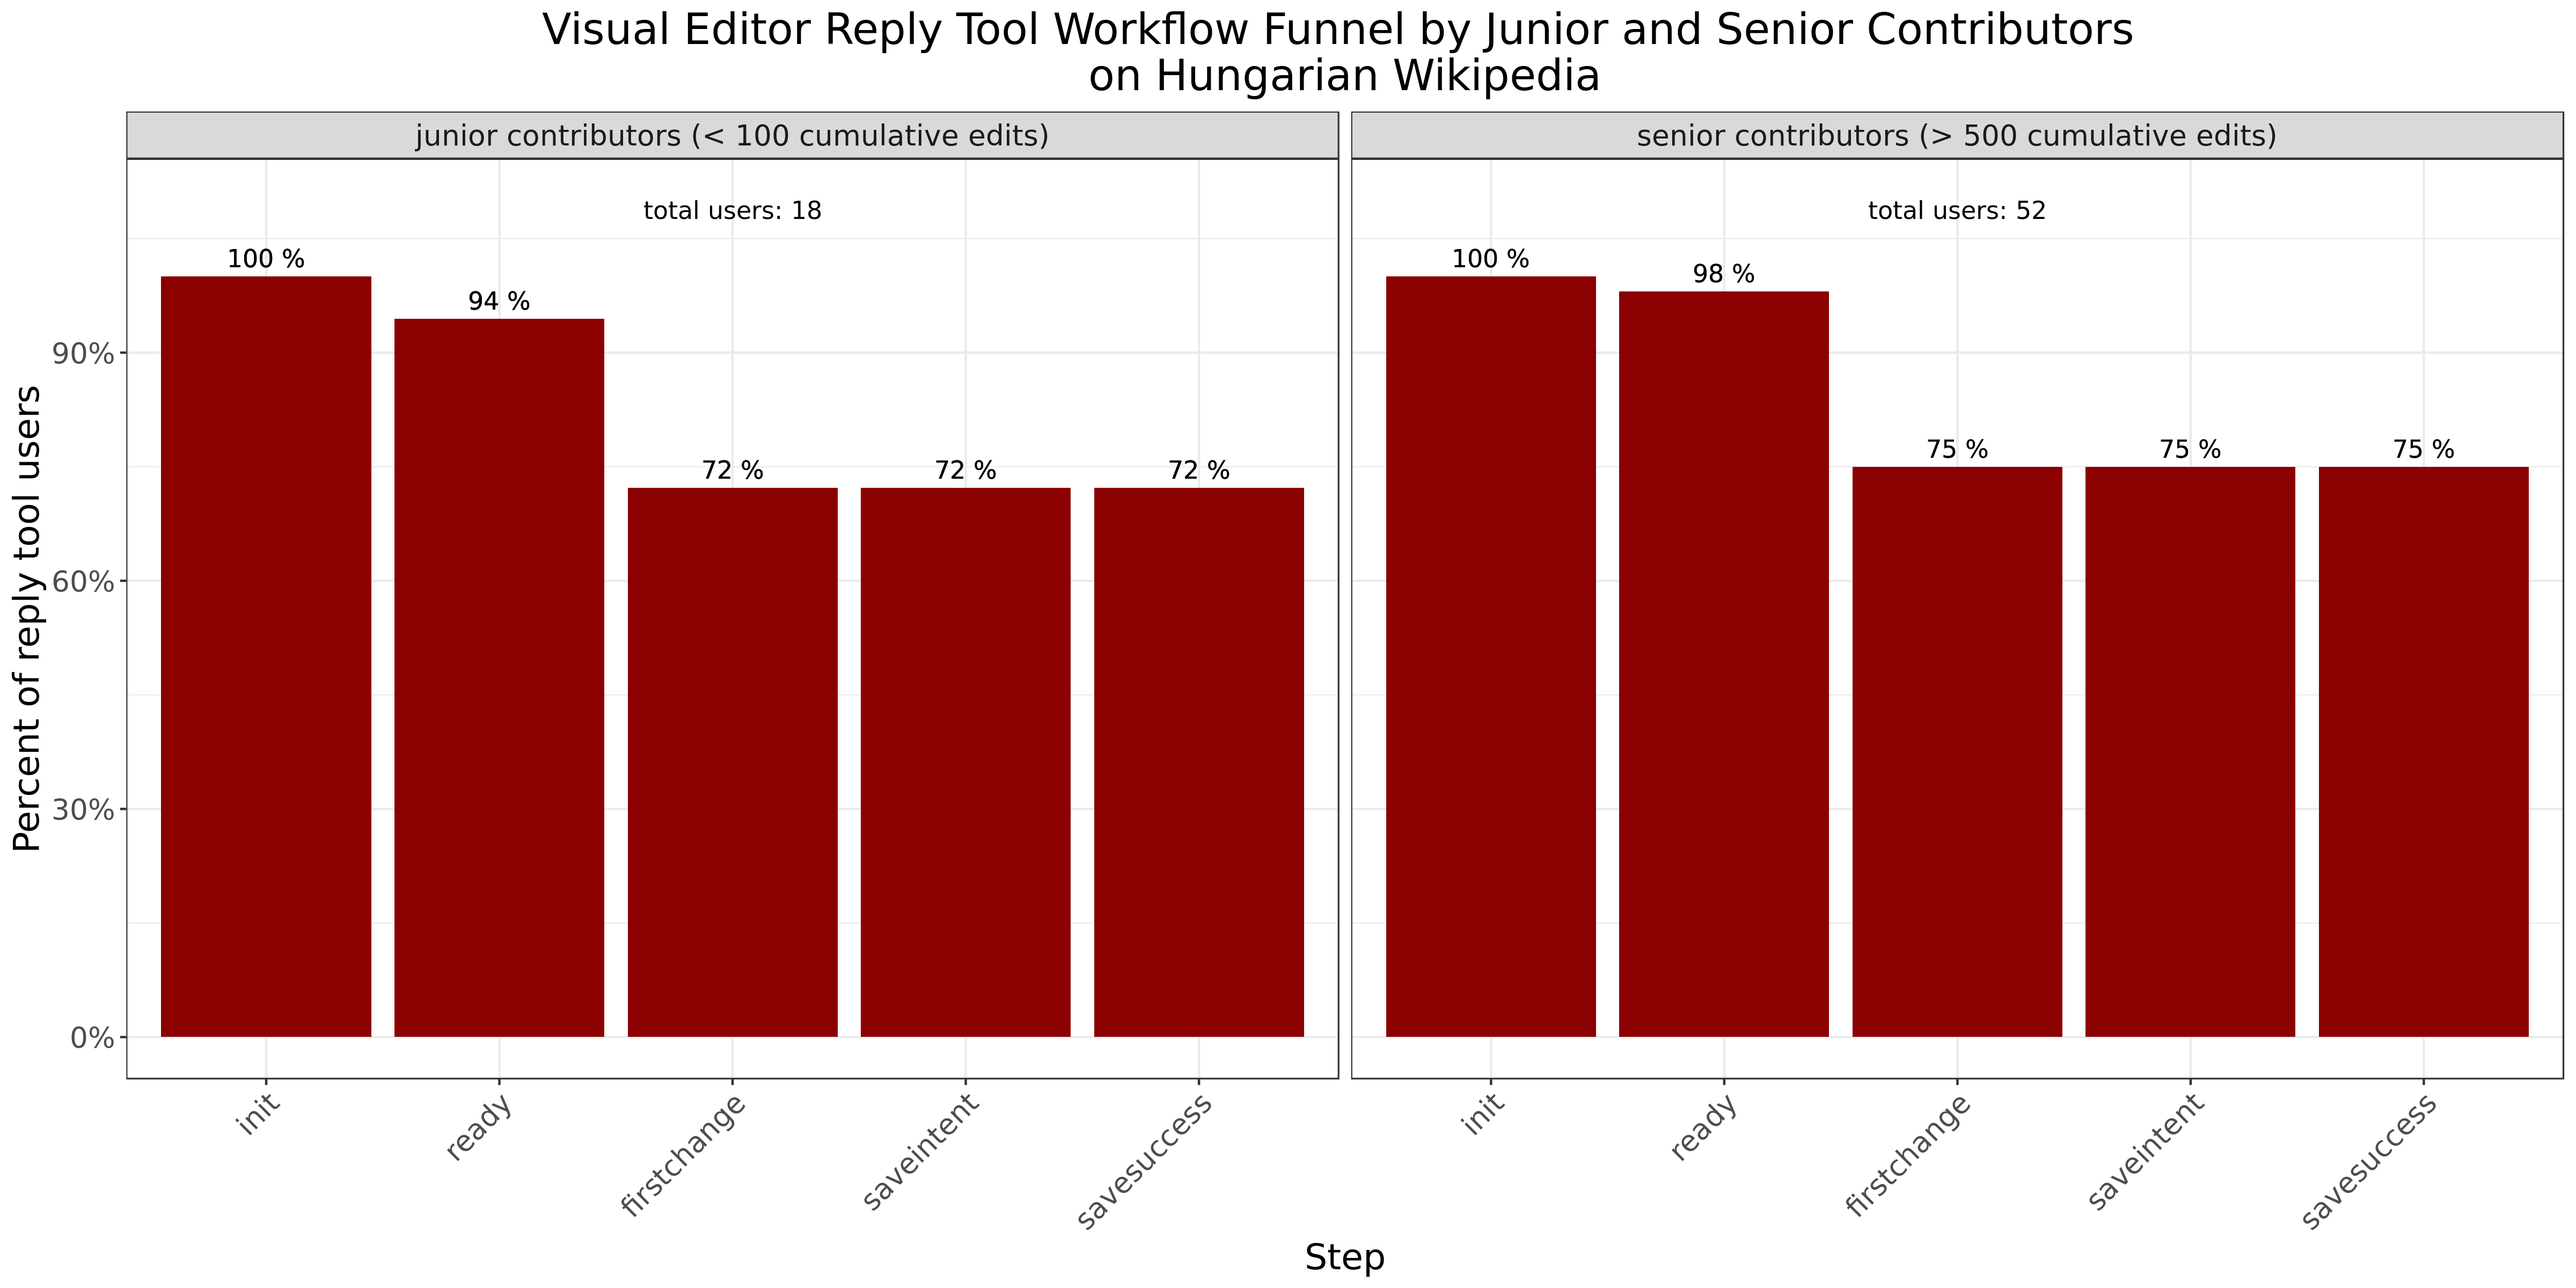 Visual Editor Reply Tool Workflow Funnel by Junior and Senior Contributors
on Hungarian Wikipedia
junior contributors (< 100 cumulative edits)
total users: 18
100 %
94 %
72 %
72 %
72 %
senior contributors (> 500 cumulative edits)
total users: 52
100 %
98 %
75 %
75 %
75 %
Percent of reply tool users
90%
60%
30%
0%
init
ready
firstchange
saveintent
savesuccess
init
ready
firstchange
saveintent
savesuccess
Step